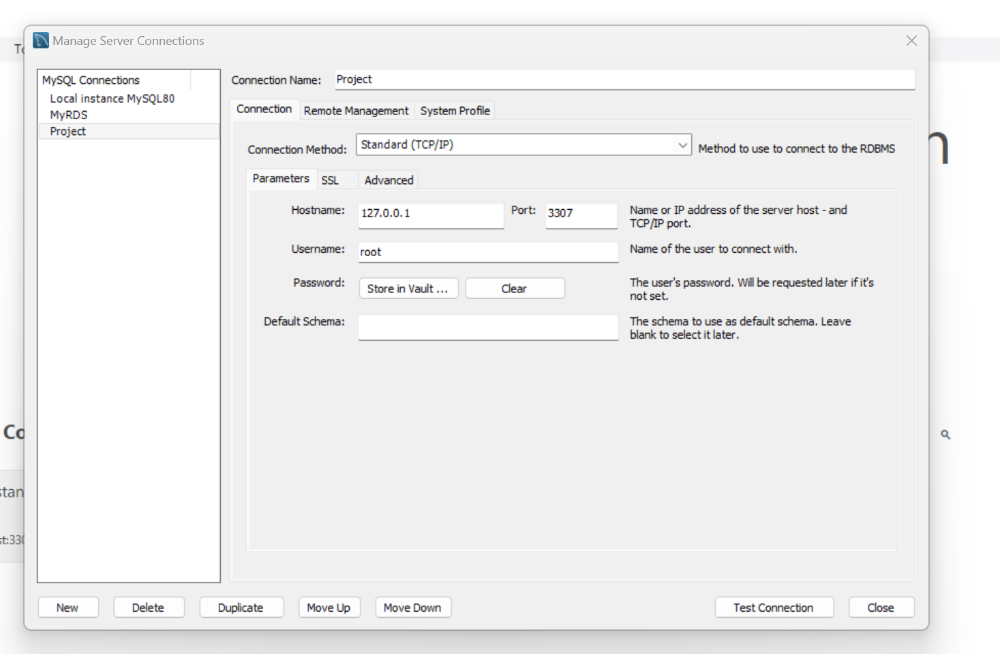 Manage Server Connections
MySQL Connections
Local instance MySQL80
MyRDS
Project
Connection Name: Project
Connection Remote Management System Profile
Connection Method: Standard (TCP/IP) Method to use to connect to the RDBMS
Parameters SSL Advanced
Hostname: 127.0.0.1 Port: 3307 Name or IP address of the server host - and
TCP/IP port.
Username: root Name of the user to connect with.
Password: Store in Vault ... Clear The user's password. Will be requested later if it's
not set.
Default Schema: The schema to use as default schema. Leave
blank to select it later.
New Delete Duplicate Move Up Move Down Test Connection Close